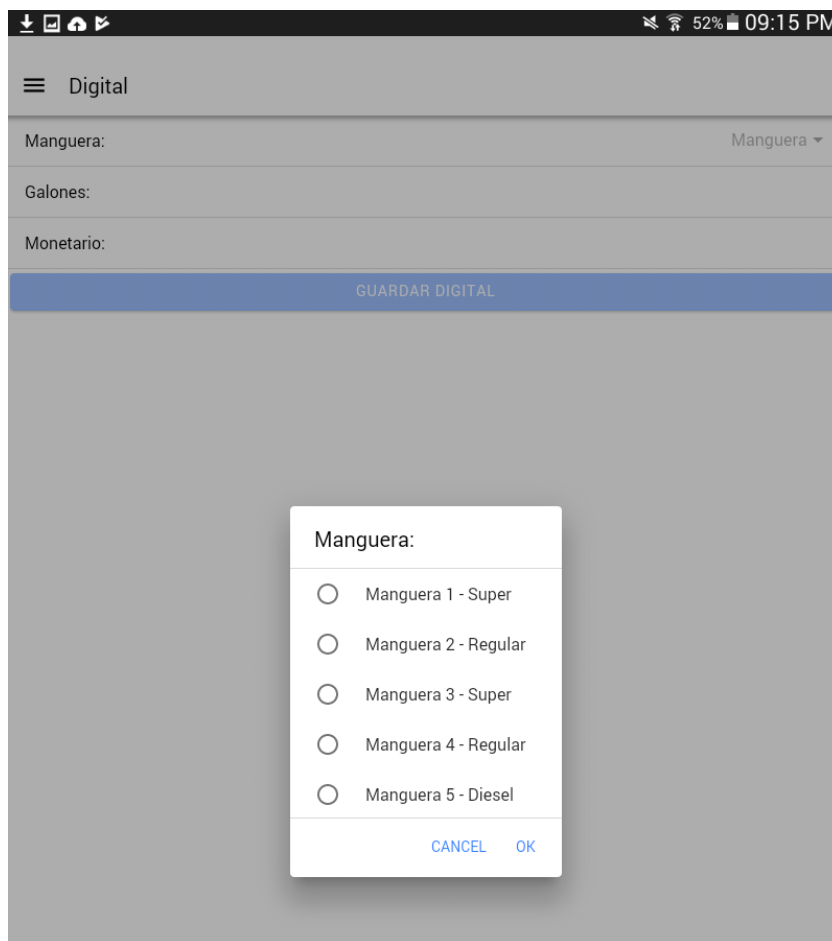 52% 09:15 PM
Digital
Manguera: Manguera
Galones:
Monetario:
GUARDAR DIGITAL
Manguera:
Manguera 1 - Super
Manguera 2 - Regular
Manguera 3 - Super
Manguera 4 - Regular
Manguera 5 - Diesel
CANCEL OK